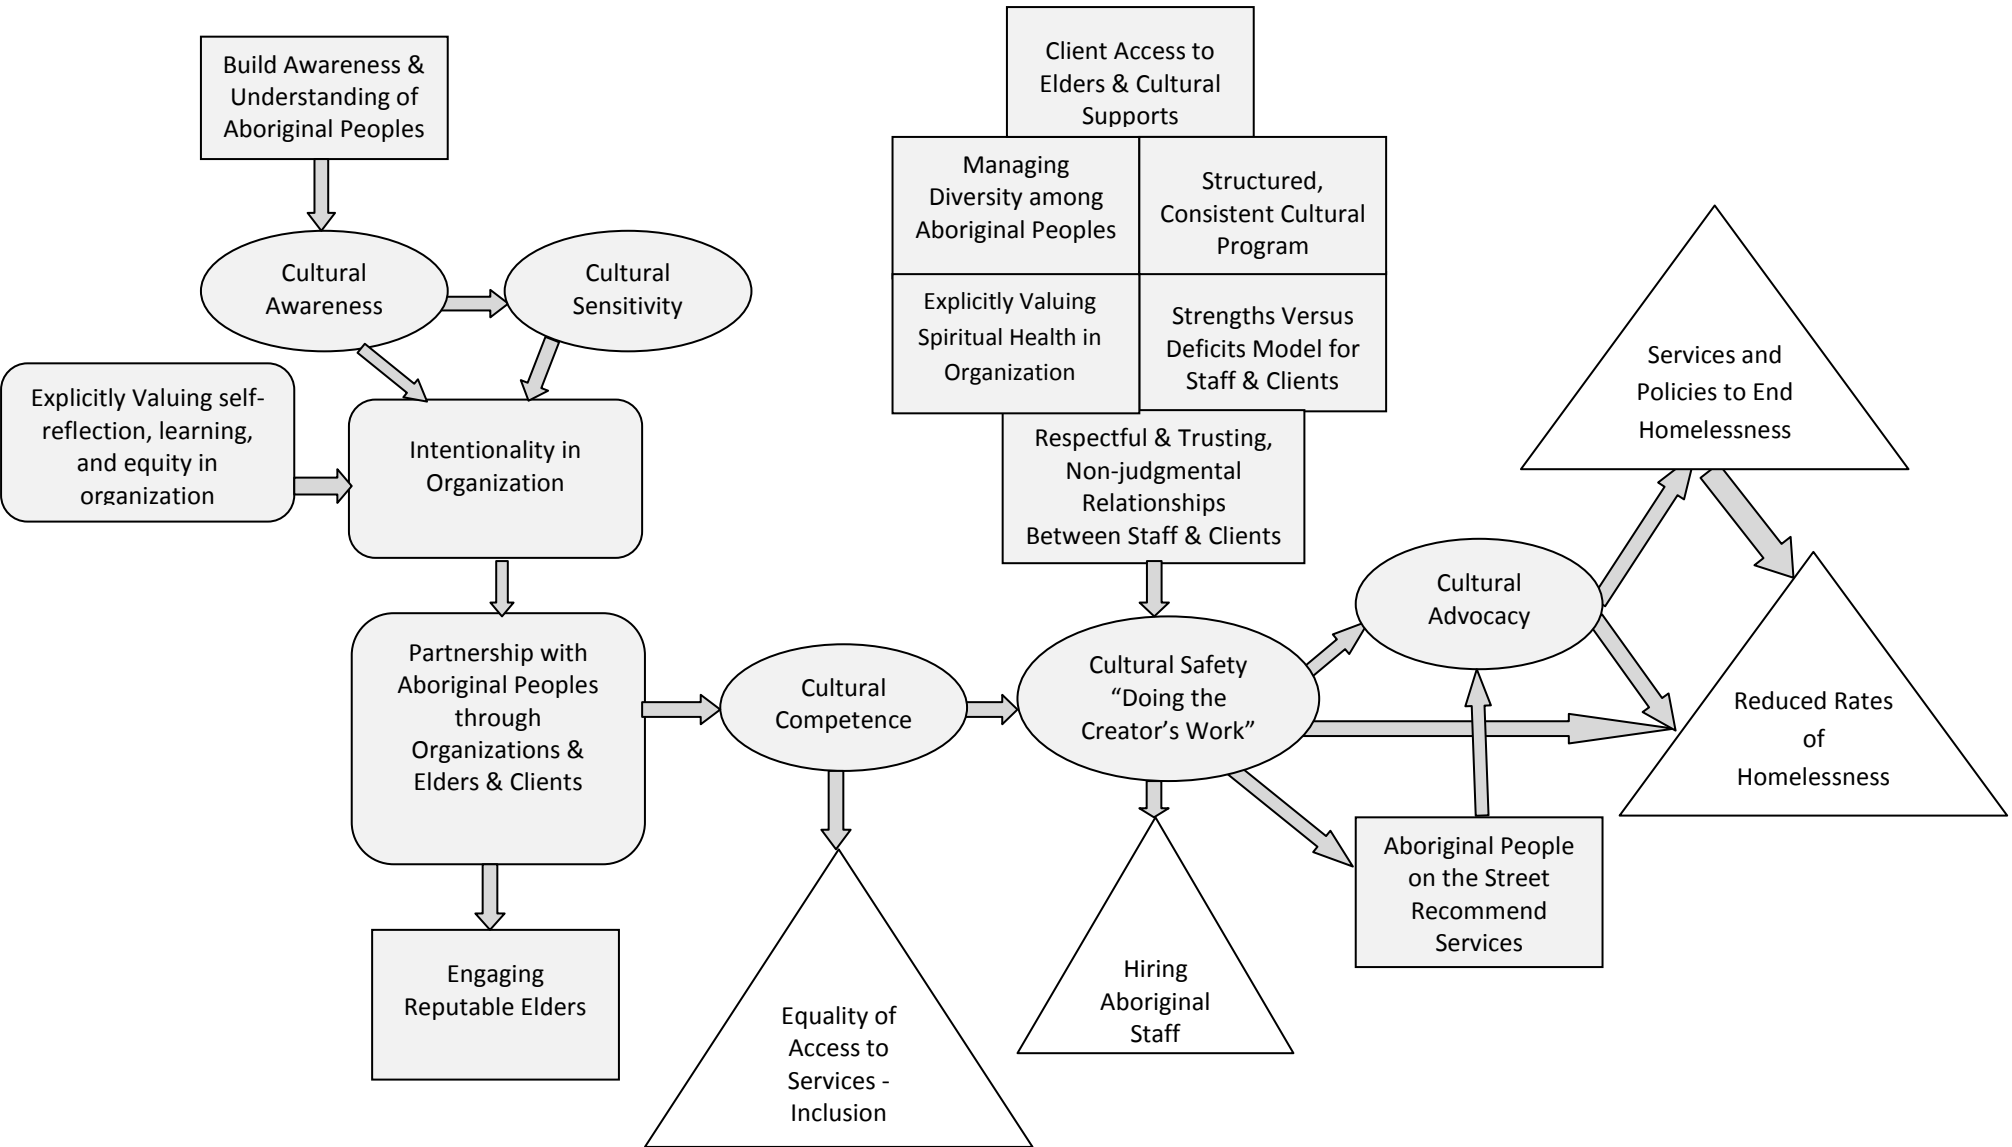 Build Awareness &
Understanding of
Aboriginal Peoples
Cultural
Awareness
Cultural
Sensitivity
Explicitly Valuing self-
reflection, learning,
and equity in
organization
Intentionality in
Organization
Partnership with
Aboriginal Peoples
through
Organizations &
Elders & Clients
Engaging
Reputable Elders
Cultural
Competence
Equality of
Access to
Services -
Inclusion
Client Access to
Elders & Cultural
Supports
Managing
Diversity among
Aboriginal Peoples
Structured,
Consistent Cultural
Program
Explicitly Valuing
Spiritual Health in
Organization
Strengths Versus
Deficits Model for
Staff & Clients
Respectful & Trusting,
Non-judgmental
Relationships
Between Staff & Clients
Cultural Safety
“Doing the
Creator’s Work”
Hiring
Aboriginal
Staff
Cultural
Advocacy
Aboriginal People
on the Street
Recommend
Services
Services and
Policies to End
Homelessness
Reduced Rates
of
Homelessness